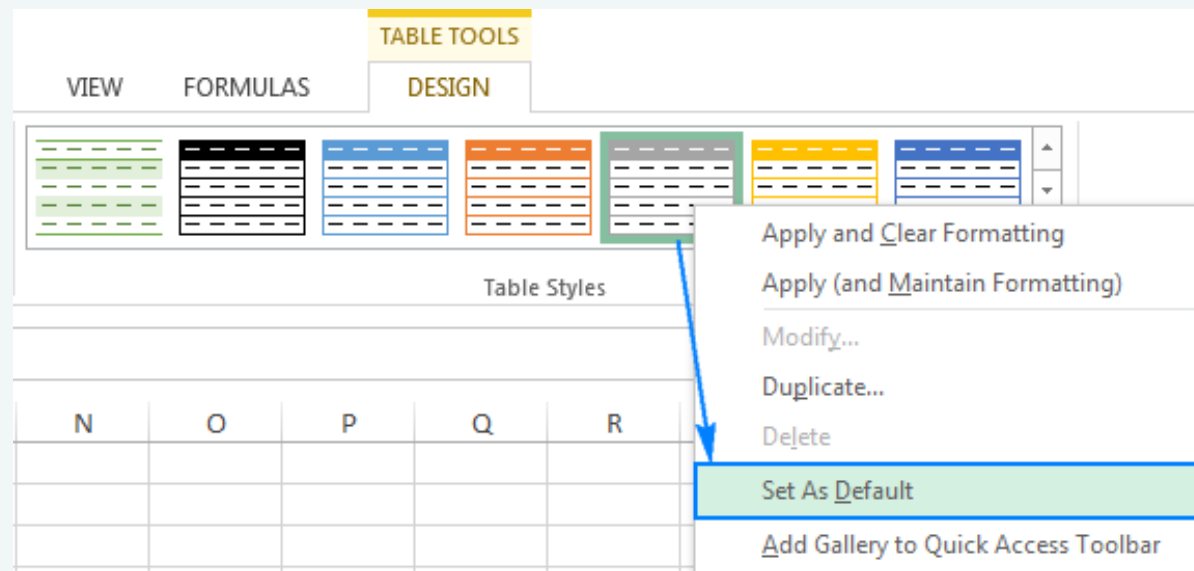 TABLE TOOLS
VIEW FORMULAS DESIGN
Table Styles
Apply and Clear Formatting
Apply (and Maintain Formatting)
Modify...
Duplicate...
Delete
Set As Default
Add Gallery to Quick Access Toolbar
N O P Q R